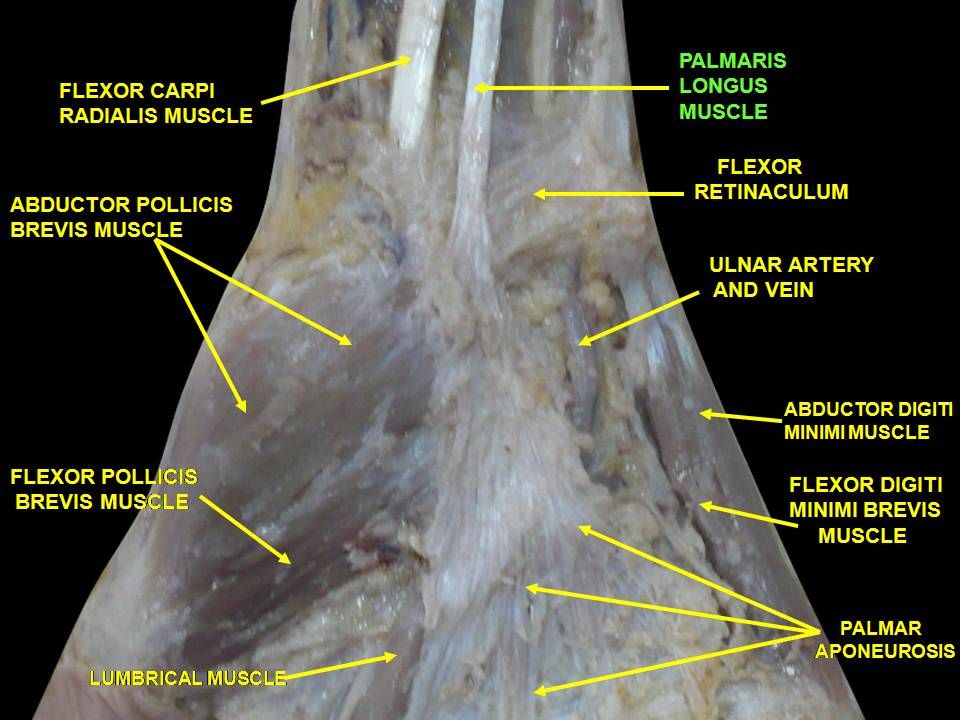 FLEXOR CARPI
RADIALIS MUSCLE
PALMARIS
LONGUS
MUSCLE
FLEXOR
RETINACULUM
ABDUCTOR POLLICIS
BREVIS MUSCLE
ULNAR ARTERY
AND VEIN
ABDUCTOR DIGITI
MINIMI MUSCLE
FLEXOR POLLICIS
BREVIS MUSCLE
FLEXOR DIGITI
MINIMI BREVIS
MUSCLE
PALMAR
APONEUROSIS
LUMBRICAL MUSCLE